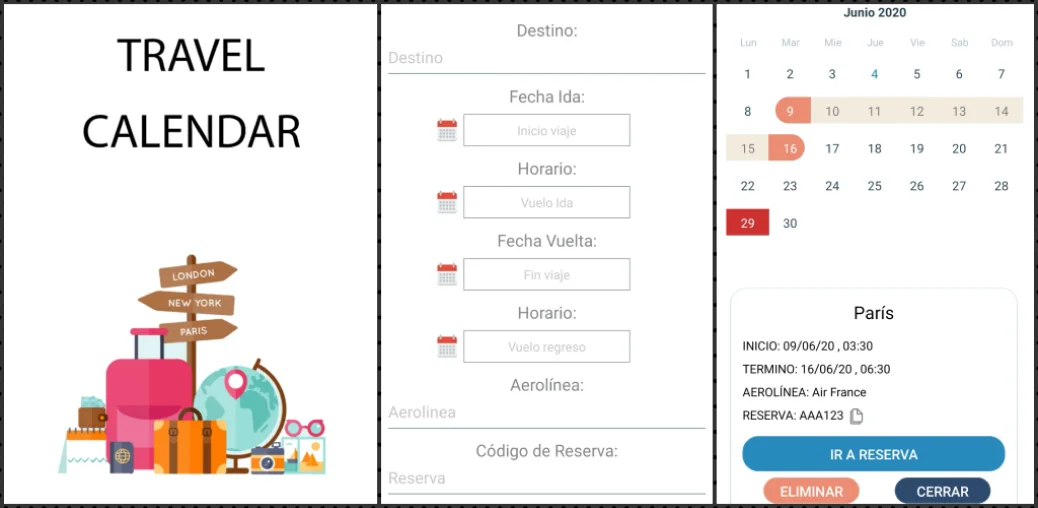 TRAVEL
CALENDAR
LONDON
NEW YORK
PARIS
Destino:
Destino
Fecha Ida:
Inicio viaje
Horario:
Vuelo Ida
Fecha Vuelta:
Fin viaje
Horario:
Vuelo regreso
Aerolínea:
Aerolinea
Código de Reserva:
Reserva
Junio 2020
Lun Mar Mie Jue Vie Sab Dom
1 2 3 4 5 6 7
8 9 10 11 12 13 14
15 16 17 18 19 20 21
22 23 24 25 26 27 28
29 30
París
INICIO: 09/06/20 , 03:30
TERMINO: 16/06/20 , 06:30
AEROLÍNEA: Air France
RESERVA: AAA123
IR A RESERVA
ELIMINAR CERRAR